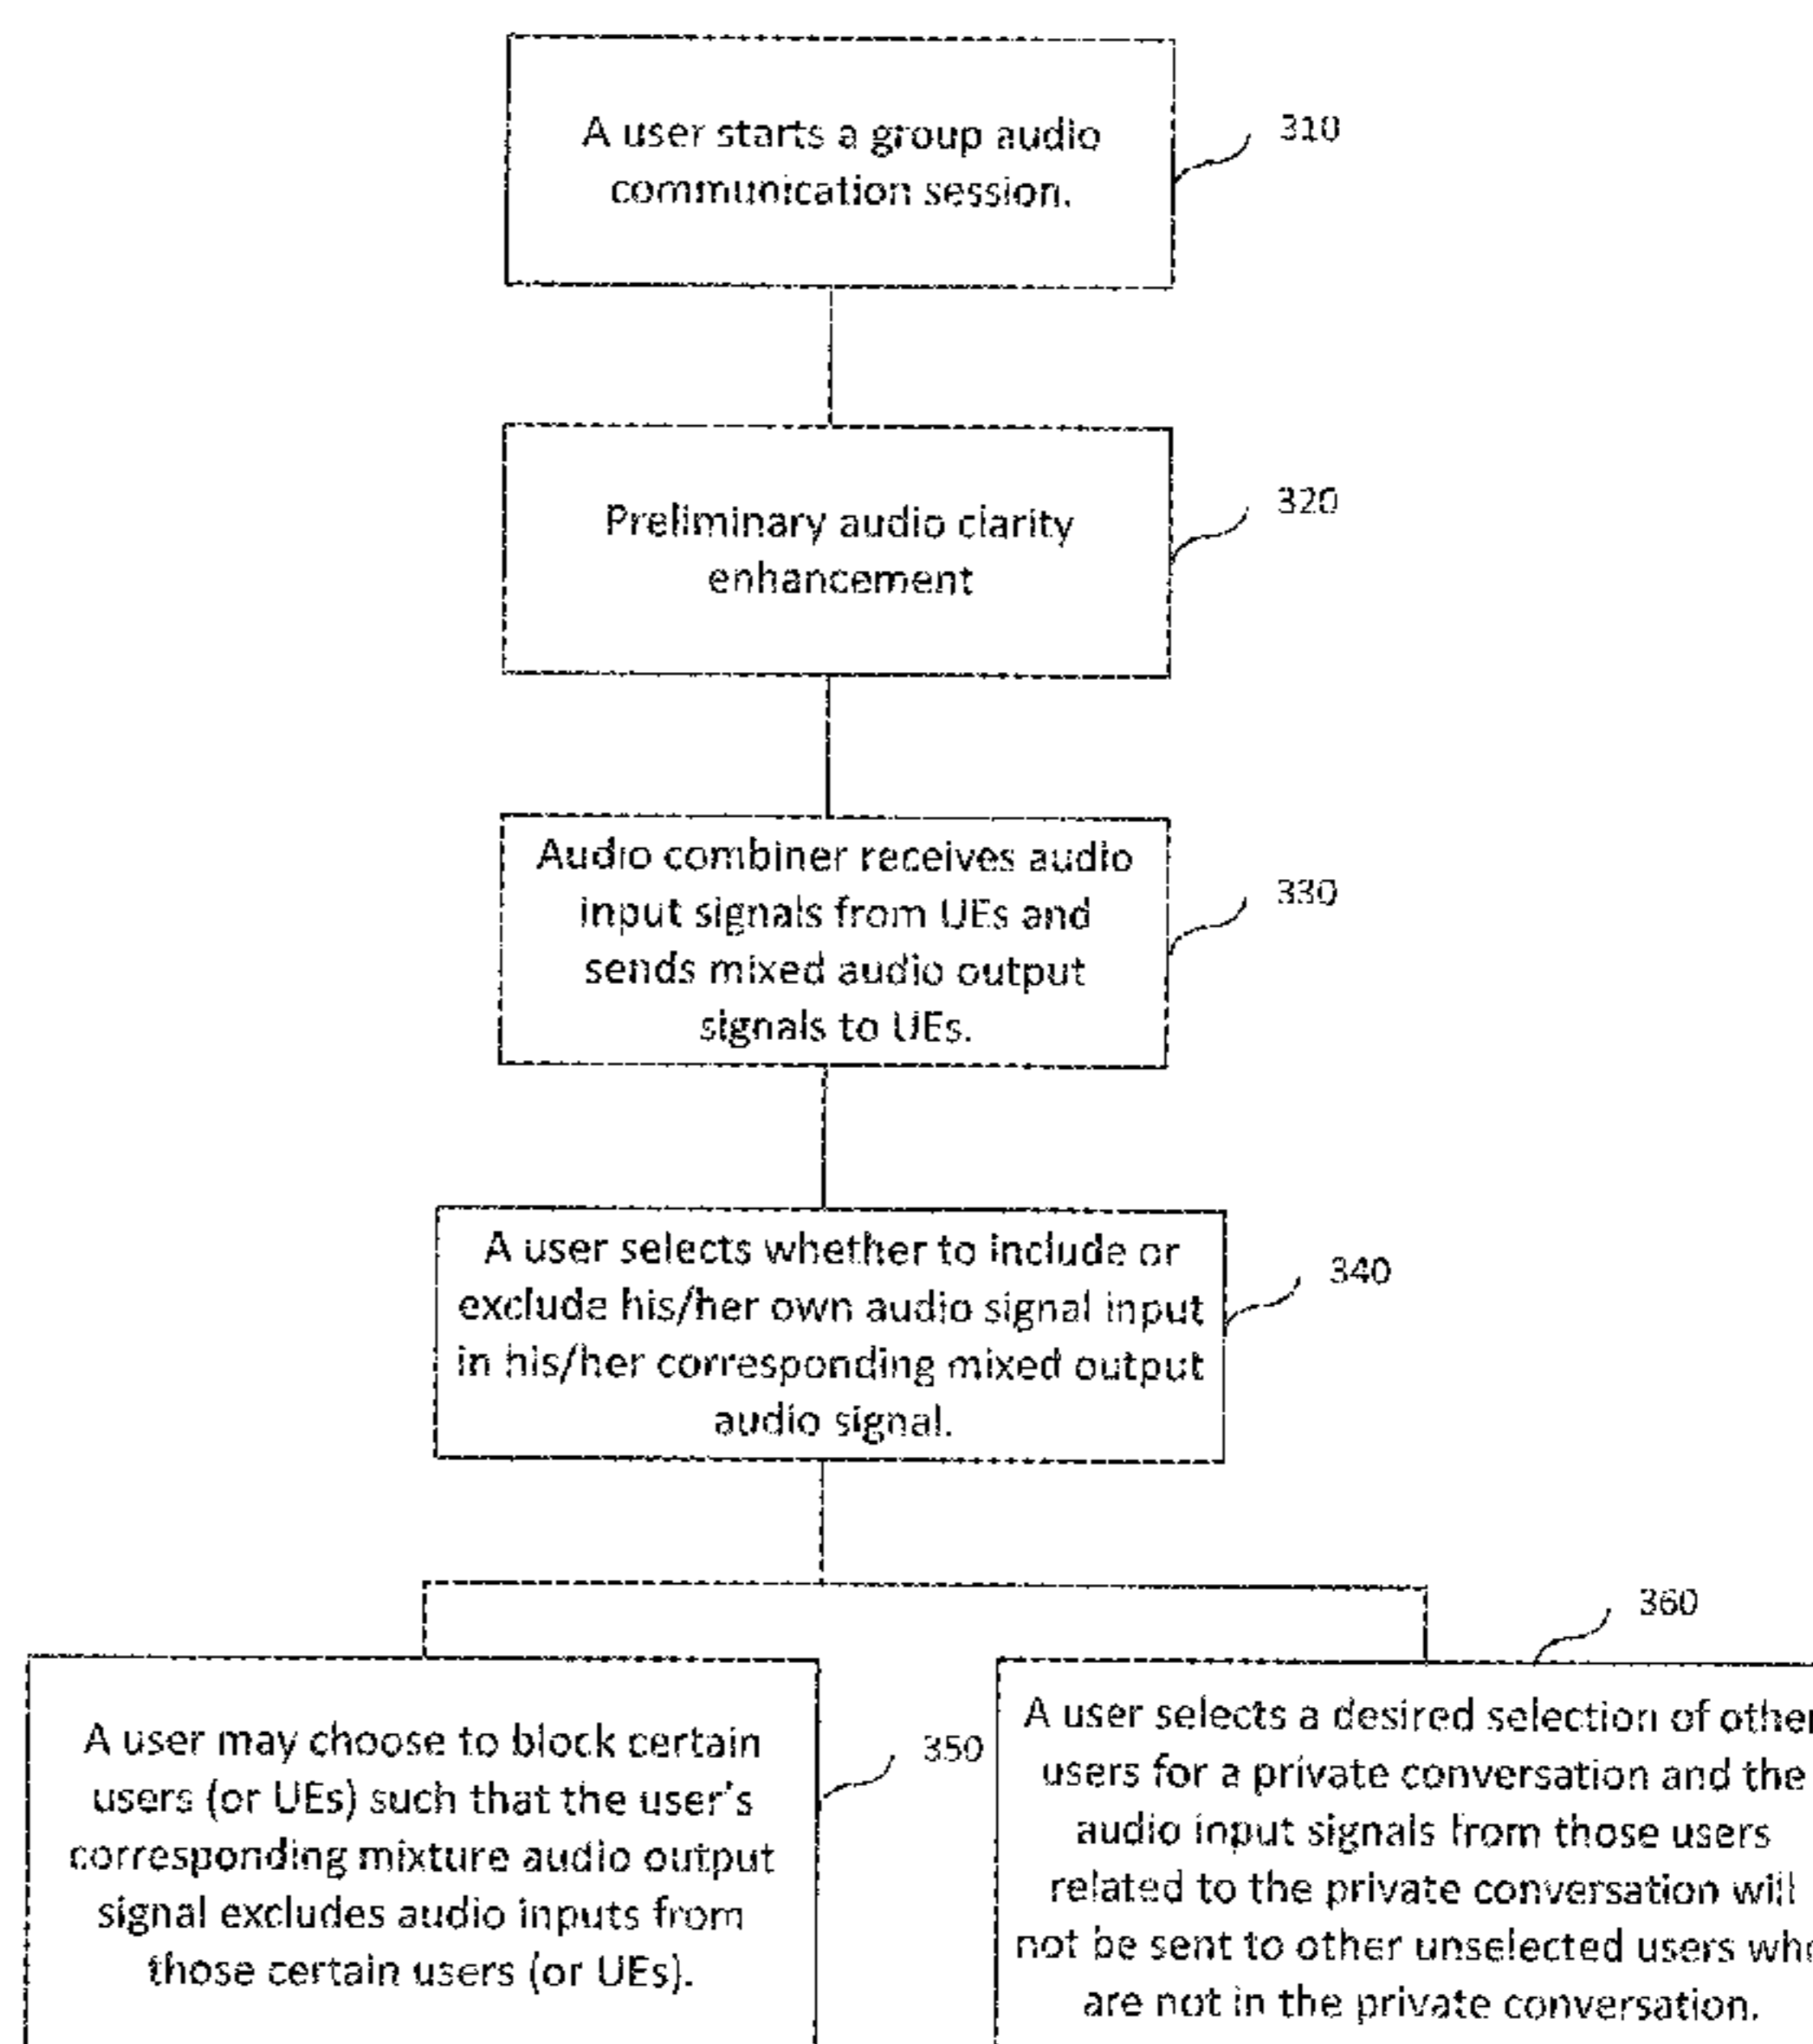 A user starts a group audio
communication session.
310
Preliminary audio clarity
enhancement
320
Audio combiner receives audio
input signals from UEs and
sends mixed audio output
signals to UEs.
330
A user selects whether to include or
exclude his/her own audio signal input
in his/her corresponding mixed output
audio signal.
340
A user may choose to block certain
users (or UEs) such that the user's
corresponding mixture audio output
signal excludes audio inputs from
those certain users (or UEs).
350
360
A user selects a desired selection of other
users for a private conversation and the
audio input signals from those users
related to the private conversation will
not be sent to other unselected users who
are not in the private conversation.